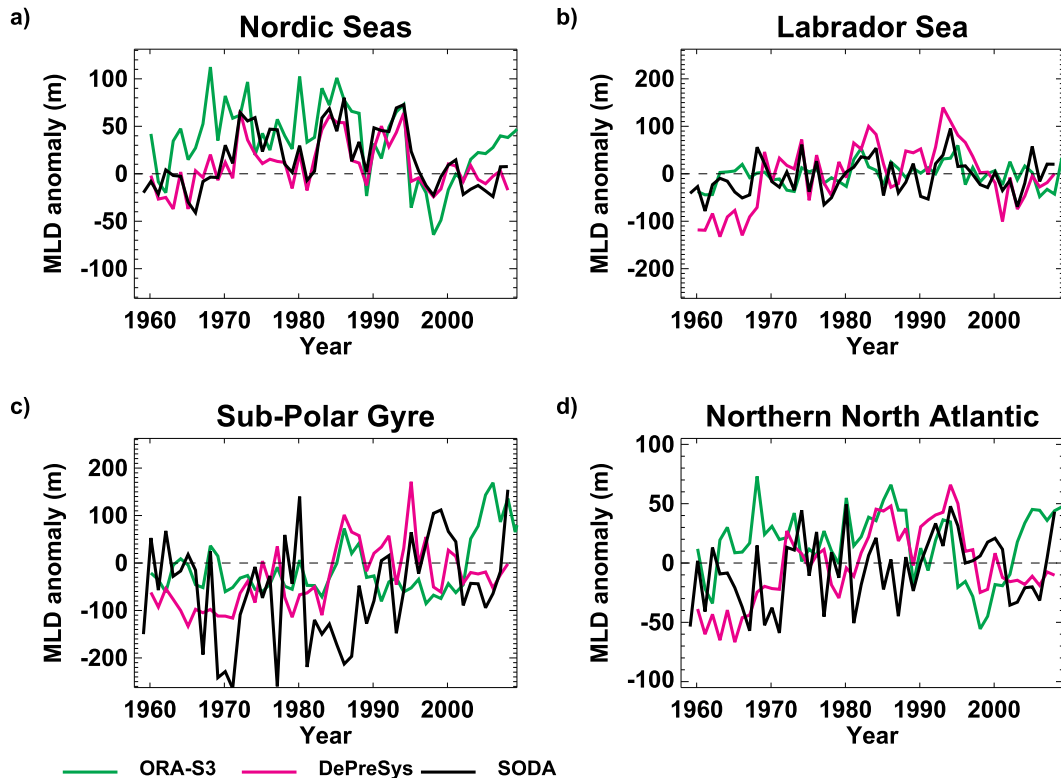 a)
Nordic Seas
MLD anomaly (m)
100
50
0
-50
-100
1960 1970 1980 1990 2000
Year
b)
Labrador Sea
MLD anomaly (m)
200
100
0
-100
-200
1960 1970 1980 1990 2000
Year
c)
Sub-Polar Gyre
MLD anomaly (m)
200
100
0
-100
-200
1960 1970 1980 1990 2000
Year
d)
Northern North Atlantic
MLD anomaly (m)
100
50
0
-50
-100
1960 1970 1980 1990 2000
Year
ORA-S3 DePreSys SODA